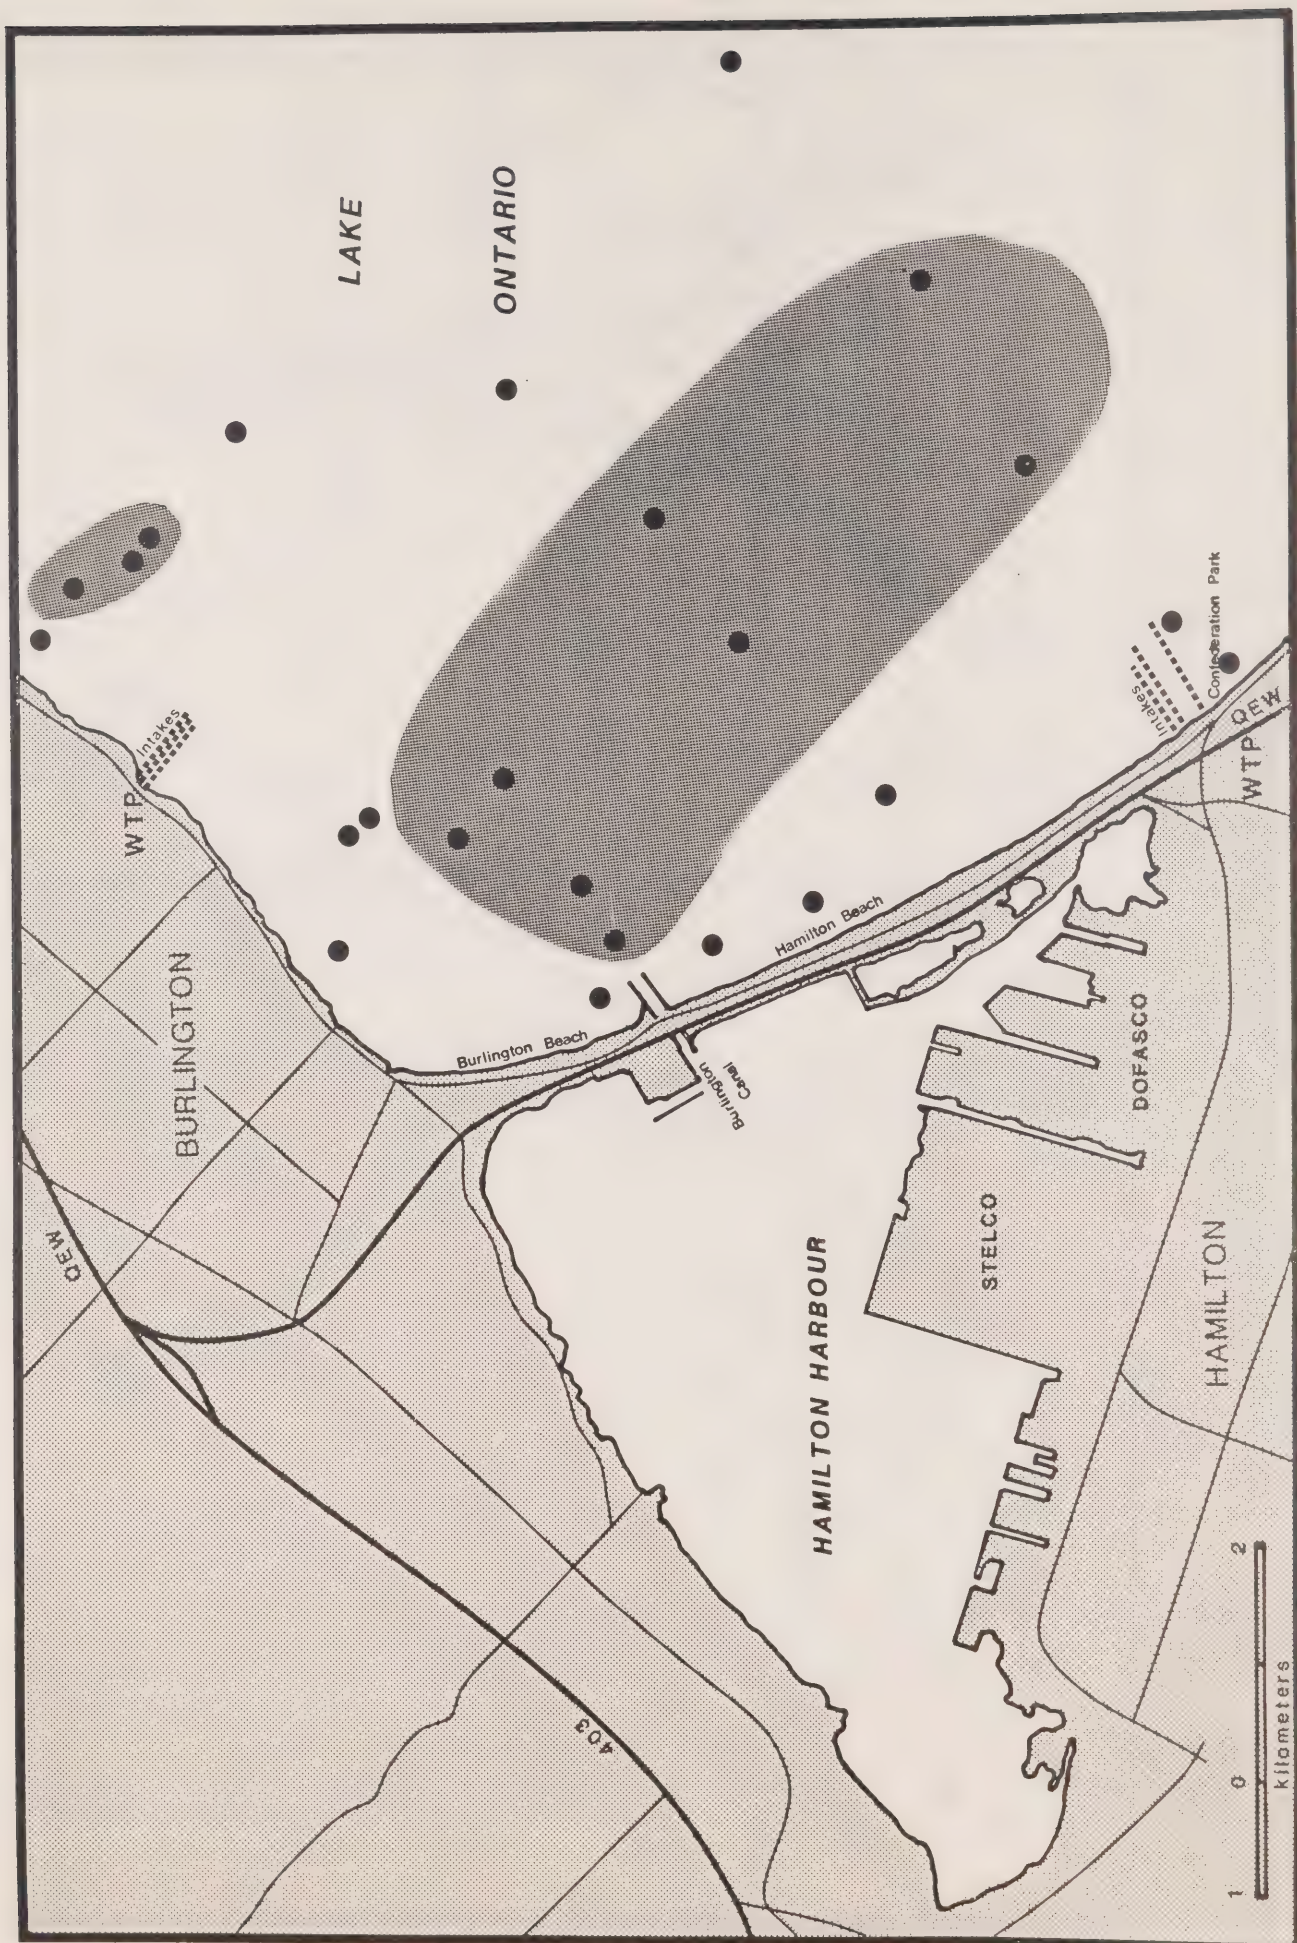 LAKE
ONTARIO
Intakes
WTP
BURLINGTON
QEW
Burlington Beach
Burlington
Canal
Hamilton Beach
Intakes
Confederation Park
QEW
WTP
DOFASCO
STELCO
HAMILTON
HAMILTON HARBOUR
403
1 0 2
kilometers